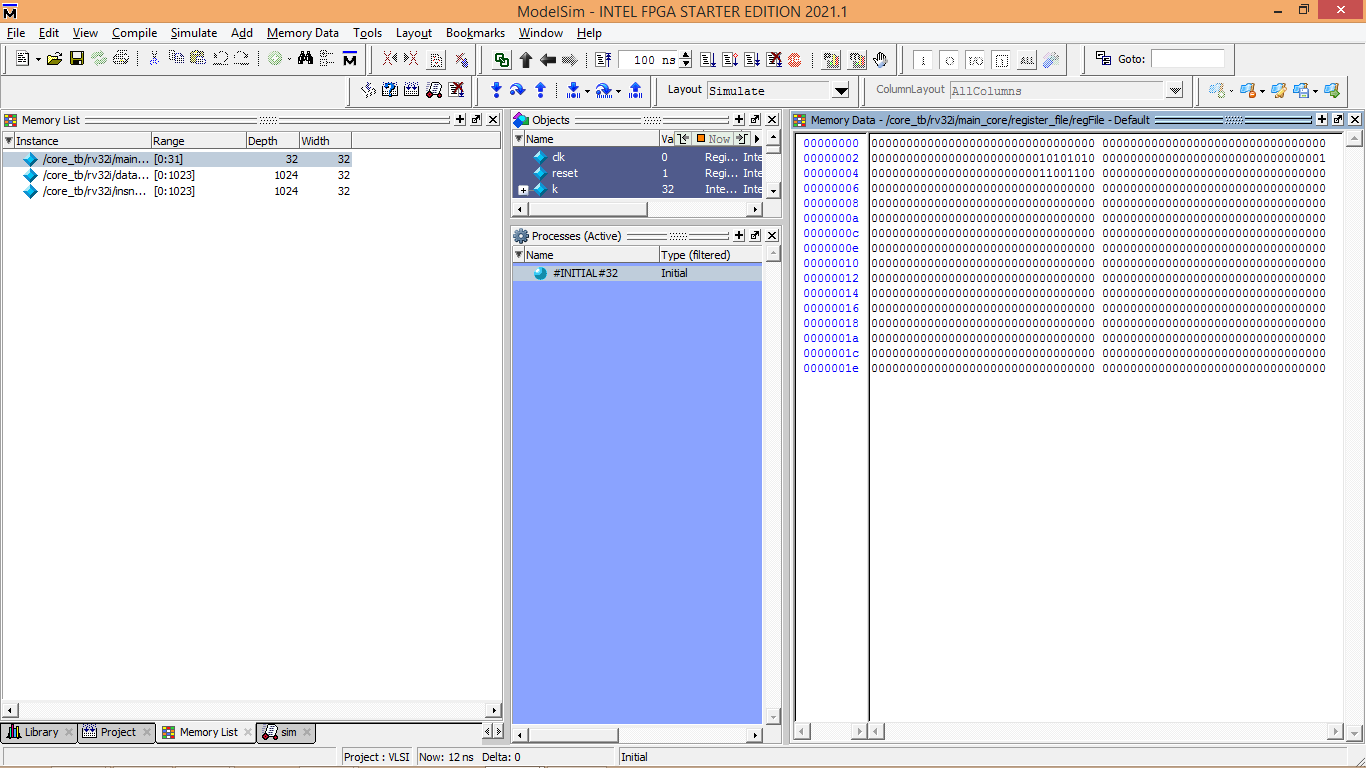 ModelSim - INTEL FPGA STARTER EDITION 2021.1
File Edit View Compile Simulate Add Memory Data Tools Layout Bookmarks Window Help
100 ns
Goto:
Layout Simulate
ColumnLayout AllColumns
Memory List
Instance Range Depth Width
/core_tb/rv32i/main... [0:31] 32 32
/core_tb/rv32i/data... [0:1023] 1024 32
/core_tb/rv32i/insn... [0:1023] 1024 32
Objects
Name Va Now
clk 0 Regi... Inte
reset 1 Regi... Inte
k 32 Inte... Inte
Processes (Active)
Name Type (filtered)
#INITIAL#32 Initial
Memory Data - /core_tb/rv32i/main_core/register_file/regFile - Default
00000000 00000000000000000000000000000000 00000000000000000000000000000000
00000002 00000000000000000000000011010101 00000000000000000000000000000001
00000004 00000000000000000000000011001100 00000000000000000000000000000000
00000006 00000000000000000000000000000000 00000000000000000000000000000000
00000008 00000000000000000000000000000000 00000000000000000000000000000000
0000000a 00000000000000000000000000000000 00000000000000000000000000000000
0000000c 00000000000000000000000000000000 00000000000000000000000000000000
0000000e 00000000000000000000000000000000 00000000000000000000000000000000
00000010 00000000000000000000000000000000 00000000000000000000000000000000
00000012 00000000000000000000000000000000 00000000000000000000000000000000
00000014 00000000000000000000000000000000 00000000000000000000000000000000
00000016 00000000000000000000000000000000 00000000000000000000000000000000
00000018 00000000000000000000000000000000 00000000000000000000000000000000
0000001a 00000000000000000000000000000000 00000000000000000000000000000000
0000001c 00000000000000000000000000000000 00000000000000000000000000000000
0000001e 00000000000000000000000000000000 00000000000000000000000000000000
Library Project Memory List sim
Project : VLSI Now: 12 ns Delta: 0 Initial